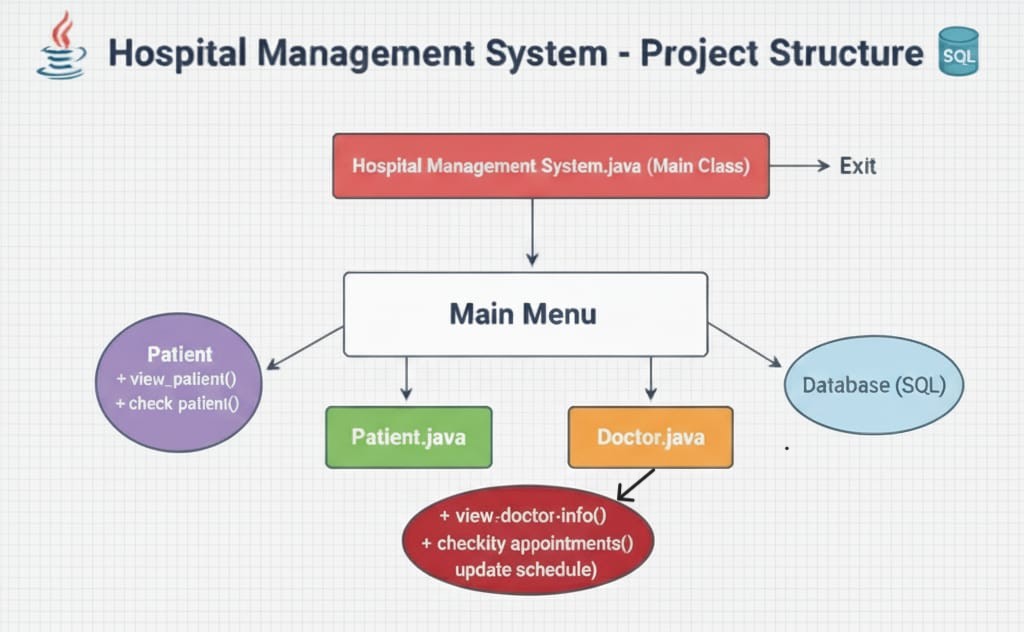 Hospital Management System - Project Structure
SQL
Hospital Management System.java (Main Class)
Exit
Main Menu
Patient
+ view_palient()
+ check patient()
Patient.java
Doctor.java
Database (SQL)
+ view-doctor-info()
+ checkity appointments()
update schedule)